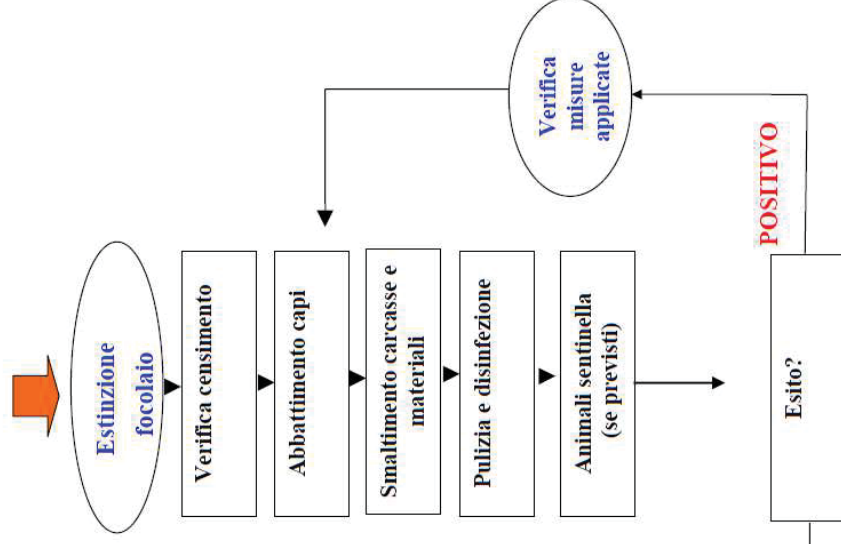 Estinzione
focolaio
Verifica censimento
Abbattimento capi
Smaltimento carcasse e
materiali
Pulizia e disinfezione
Animali sentinella
(se previsti)
Esito?
POSITIVO
Verifica
misure
applicate